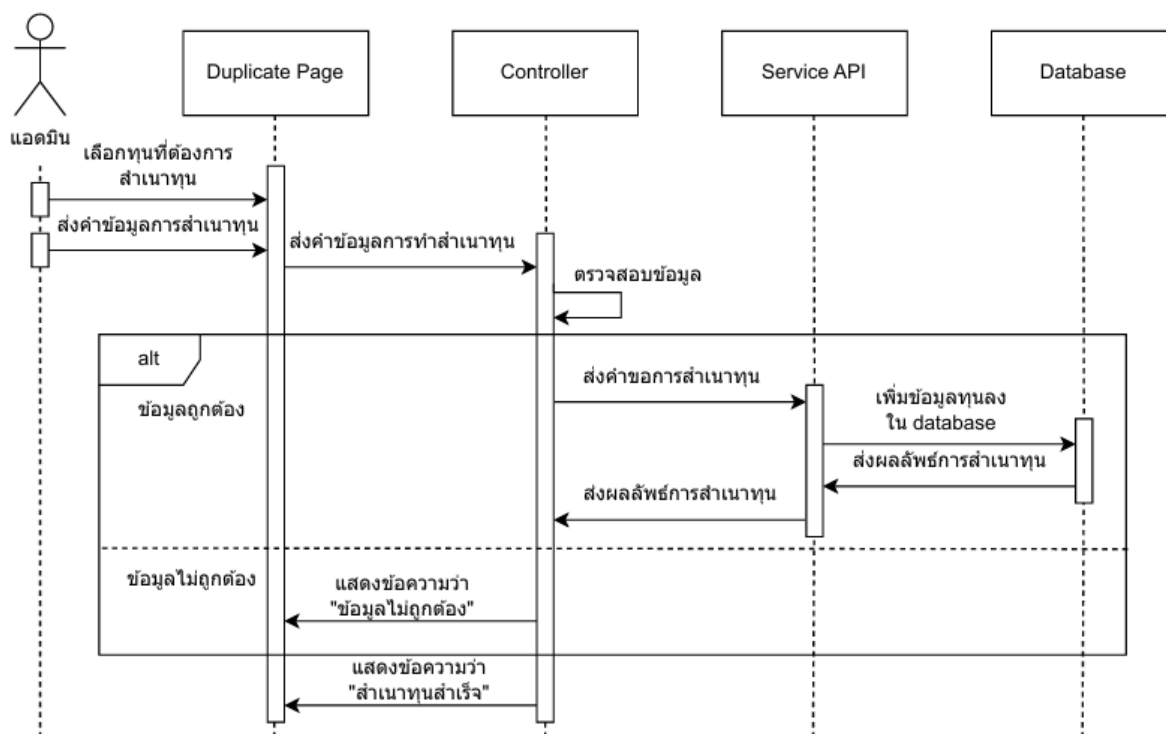 Duplicate Page
Controller
Service API
Database
แอดมิน
เลือกทุนที่ต้องการ
สำเนาทุน
ส่งคำข้อมูลการสำเนาทุน
ส่งคำข้อมูลการทำสำเนาทุน
ตรวจสอบข้อมูล
alt
ข้อมูลถูกต้อง
ส่งคำขอการสำเนาทุน
เพิ่มข้อมูลทุนลง
ใน database
ส่งผลลัพธ์การสำเนาทุน
ส่งผลลัพธ์การสำเนาทุน
ข้อมูลไม่ถูกต้อง
แสดงข้อความว่า
"ข้อมูลไม่ถูกต้อง"
แสดงข้อความว่า
"สำเนาทุนสำเร็จ"